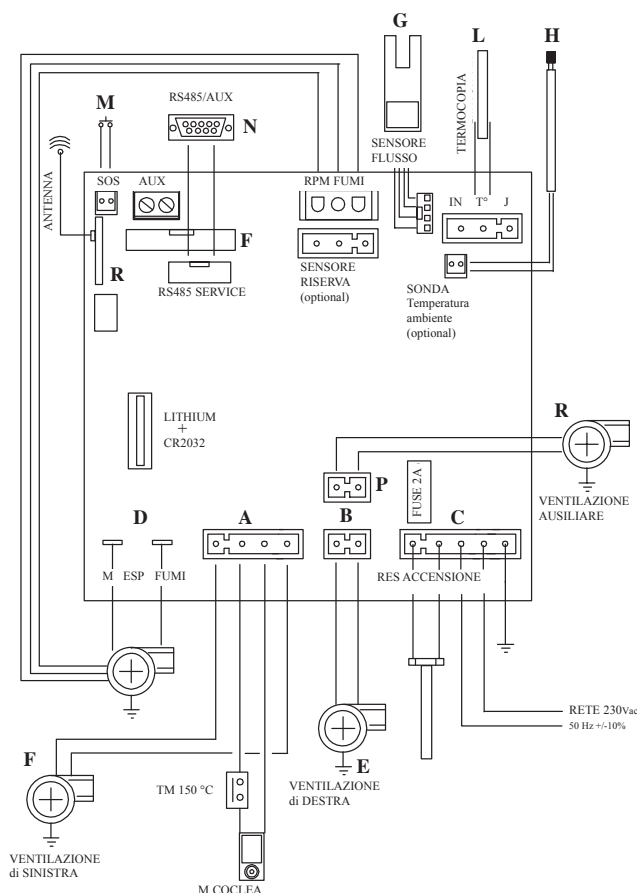 G
L
H
RS485/AUX
M
N
TERMOCOPIA
SENSORE
FLUSSO
ANTENNA
SOS
AUX
RPM FUMI
IN
T°
J
F
R
RS485 SERVICE
SENSORE
RISERVA
(optional)
SONDA
Temperatura
ambiente
(optional)
LITHIUM
+
CR2032
R
P
FUSE 2 A
VENTILAZIONE
AUSILIARE
D
A
B
C
M ESP FUMI
RES ACCENSIONE
RETE 230Vac
50 Hz +/-10%
F
E
TM 150 °C
VENTILAZIONE
di DESTRA
VENTILAZIONE
di SINISTRA
M COCLEA